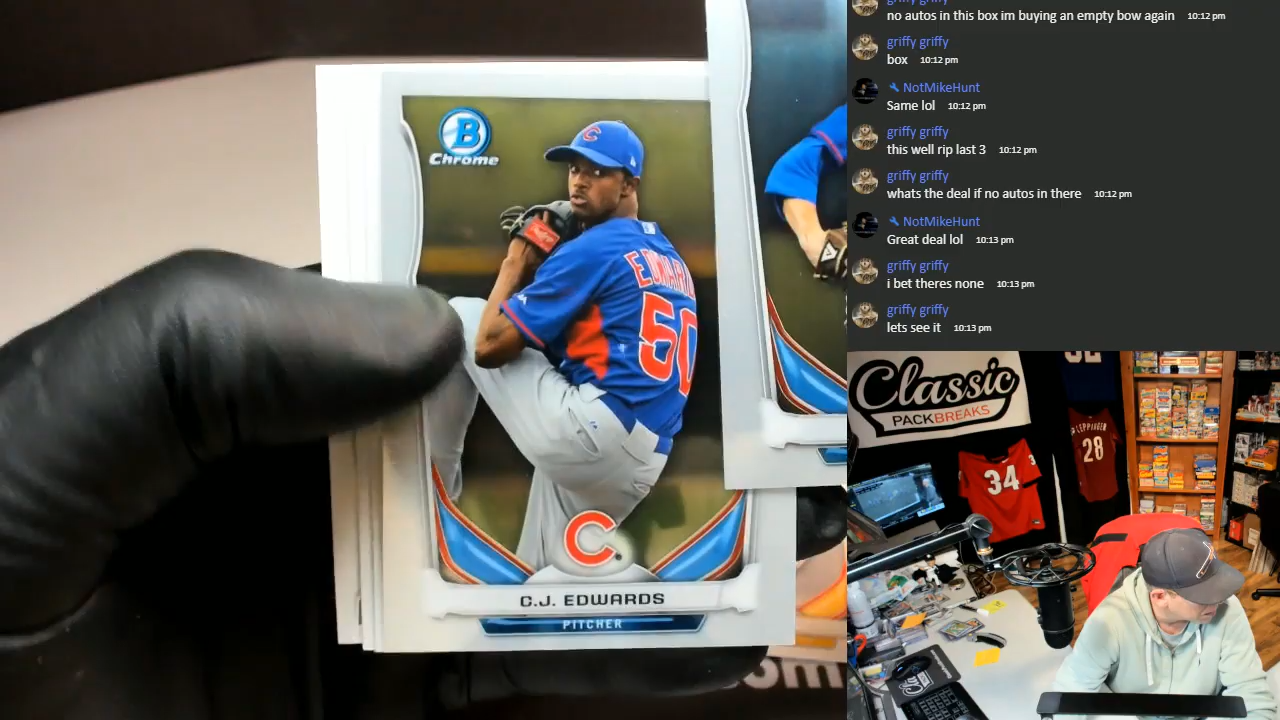 no autos in this box im buying an empty bow again 10:12 pm
griffy griffy
box 10:12 pm
NotMikeHunt
Same lol 10:12 pm
griffy griffy
this well rip last 3 10:12 pm
griffy griffy
whats the deal if no autos in there 10:12 pm
NotMikeHunt
Great deal lol 10:13 pm
griffy griffy
i bet theres none 10:13 pm
griffy griffy
lets see it 10:13 pm
B
Chrome
C
50
C
C.J. EDWARDS
PITCHER
Classic
PACK BREAKS
34
LEPPINGER
28